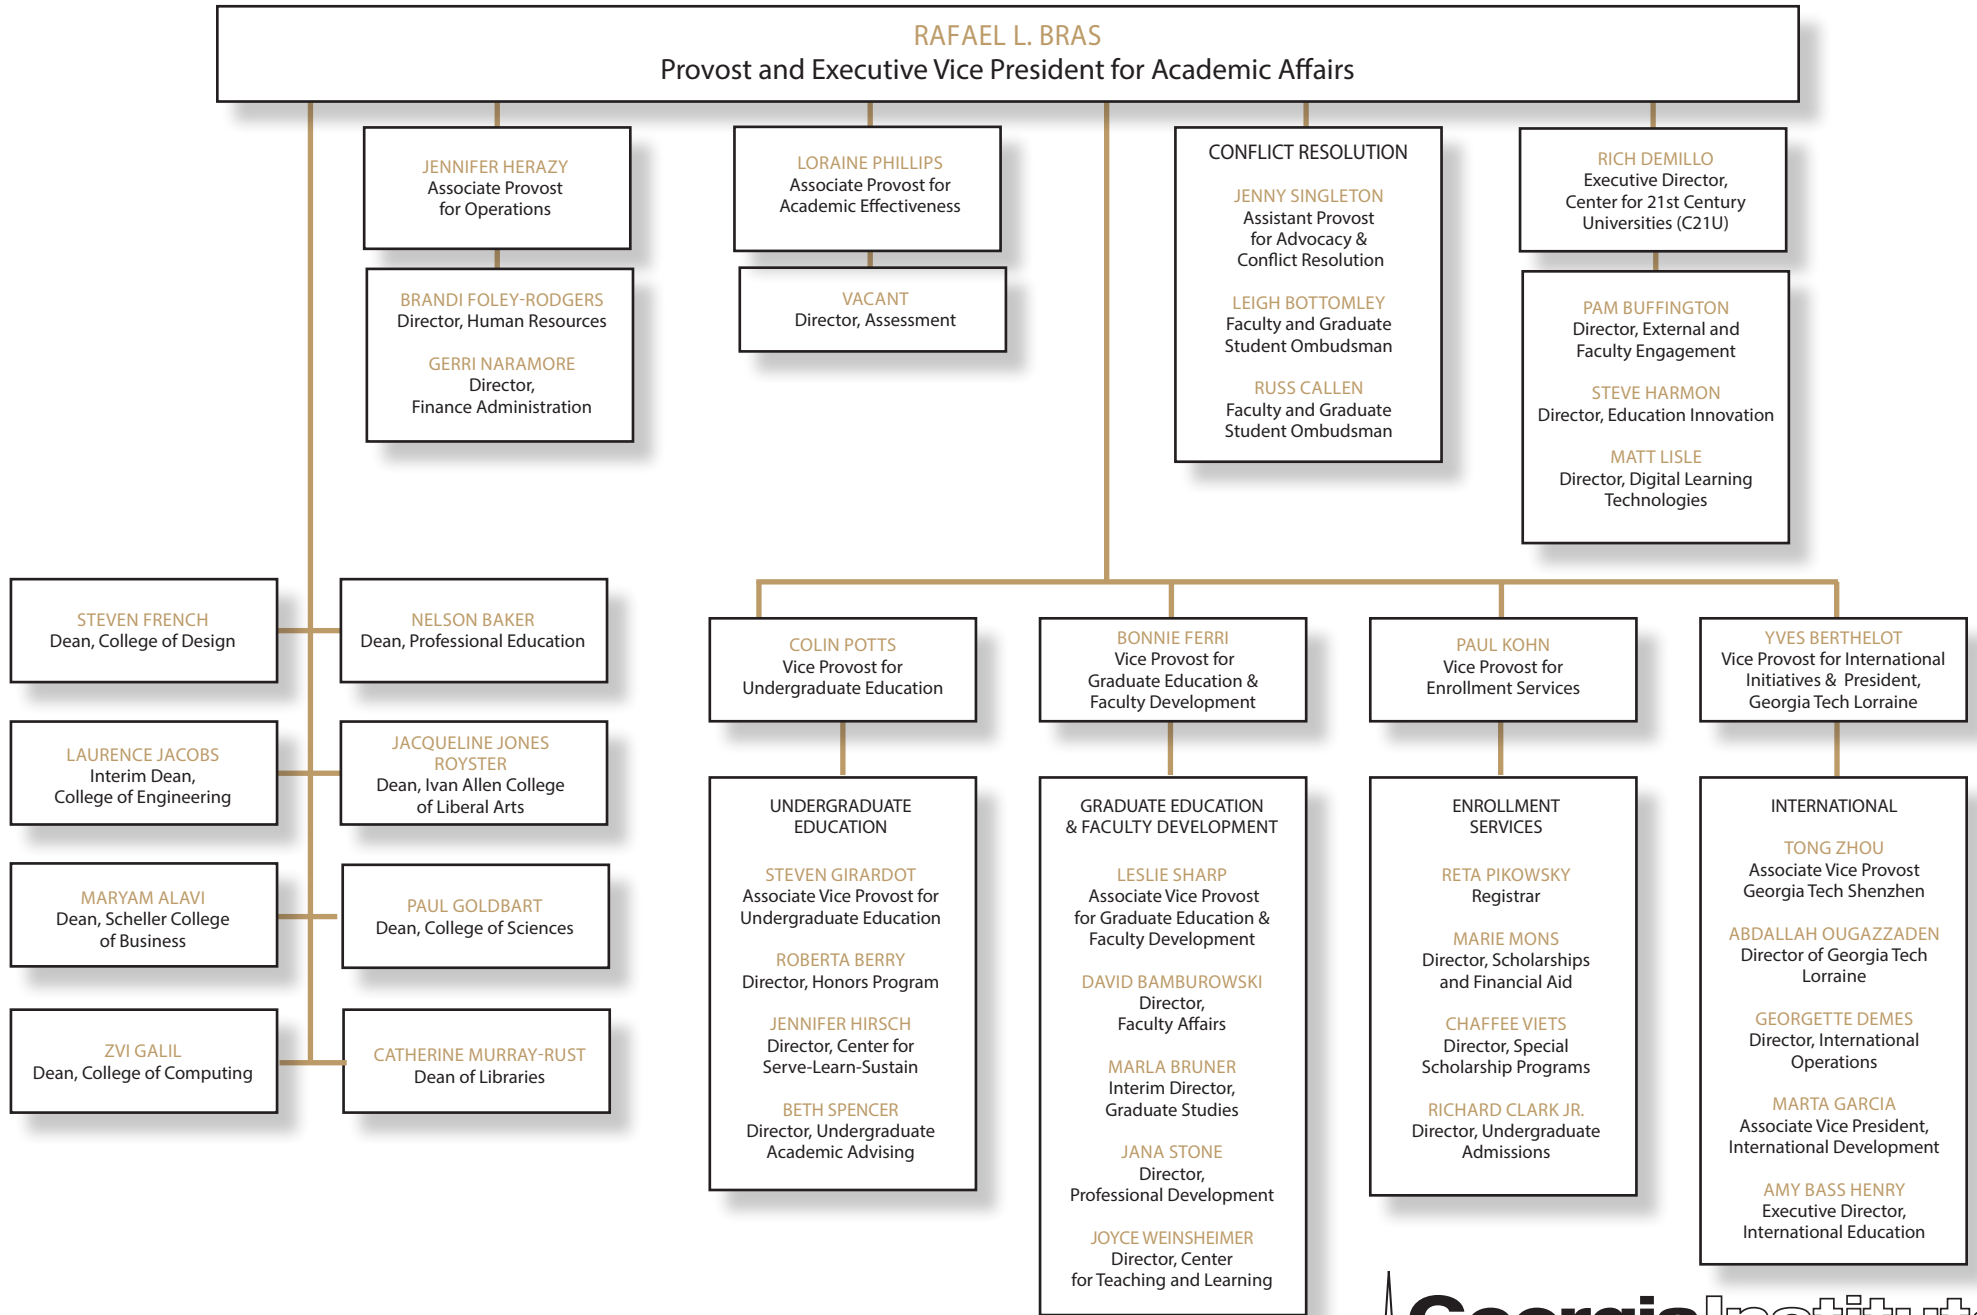 RAFAEL L. BRAS
Provost and Executive Vice President for Academic Affairs
JENNIFER HERAZY
Associate Provost
for Operations
BRANDI FOLEY-RODGERS
Director, Human Resources
GERRI NARAMORE
Director,
Finance Administration
LORAINE PHILLIPS
Associate Provost for
Academic Effectiveness
VACANT
Director, Assessment
CONFLICT RESOLUTION
JENNY SINGLETON
Assistant Provost
for Advocacy &
Conflict Resolution
LEIGH BOTTOMLEY
Faculty and Graduate
Student Ombudsman
RUSS CALLEN
Faculty and Graduate
Student Ombudsman
RICH DEMILLO
Executive Director,
Center for 21st Century
Universities (C21U)
PAM BUFFINGTON
Director, External and
Faculty Engagement
STEVE HARMON
Director, Education Innovation
MATT LISLE
Director, Digital Learning
Technologies
STEVEN FRENCH
Dean, College of Design
NELSON BAKER
Dean, Professional Education
LAURENCE JACOBS
Interim Dean,
College of Engineering
JACQUELINE JONES
ROYSTER
Dean, Ivan Allen College
of Liberal Arts
MARYAM ALAVI
Dean, Scheller College
of Business
PAUL GOLDBART
Dean, College of Sciences
ZVI GALIL
Dean, College of Computing
CATHERINE MURRAY-RUST
Dean of Libraries
COLIN POTTS
Vice Provost for
Undergraduate Education
UNDERGRADUATE
EDUCATION
STEVEN GIRARDOT
Associate Vice Provost for
Undergraduate Education
ROBERTA BERRY
Director, Honors Program
JENNIFER HIRSCH
Director, Center for
Serve-Learn-Sustain
BETH SPENCER
Director, Undergraduate
Academic Advising
BONNIE FERRI
Vice Provost for
Graduate Education &
Faculty Development
GRADUATE EDUCATION
& FACULTY DEVELOPMENT
LESLIE SHARP
Associate Vice Provost
for Graduate Education &
Faculty Development
DAVID BAMBUROWSKI
Director,
Faculty Affairs
MARLA BRUNER
Interim Director,
Graduate Studies
JANA STONE
Director,
Professional Development
JOYCE WEINSHEIMER
Director, Center
for Teaching and Learning
PAUL KOHN
Vice Provost for
Enrollment Services
ENROLLMENT
SERVICES
RETA PIKOWSKY
Registrar
MARIE MONS
Director, Scholarships
and Financial Aid
CHAFFEE VIETS
Director, Special
Scholarship Programs
RICHARD CLARK JR.
Director, Undergraduate
Admissions
YVES BERTHELOT
Vice Provost for International
Initiatives & President,
Georgia Tech Lorraine
INTERNATIONAL
TONG ZHOU
Associate Vice Provost
Georgia Tech Shenzhen
ABDALLAH OUGAZZADEN
Director of Georgia Tech
Lorraine
GEORGETTE DEMES
Director, International
Operations
MARTA GARCIA
Associate Vice President,
International Development
AMY BASS HENRY
Executive Director,
International Education
Georgia Institute